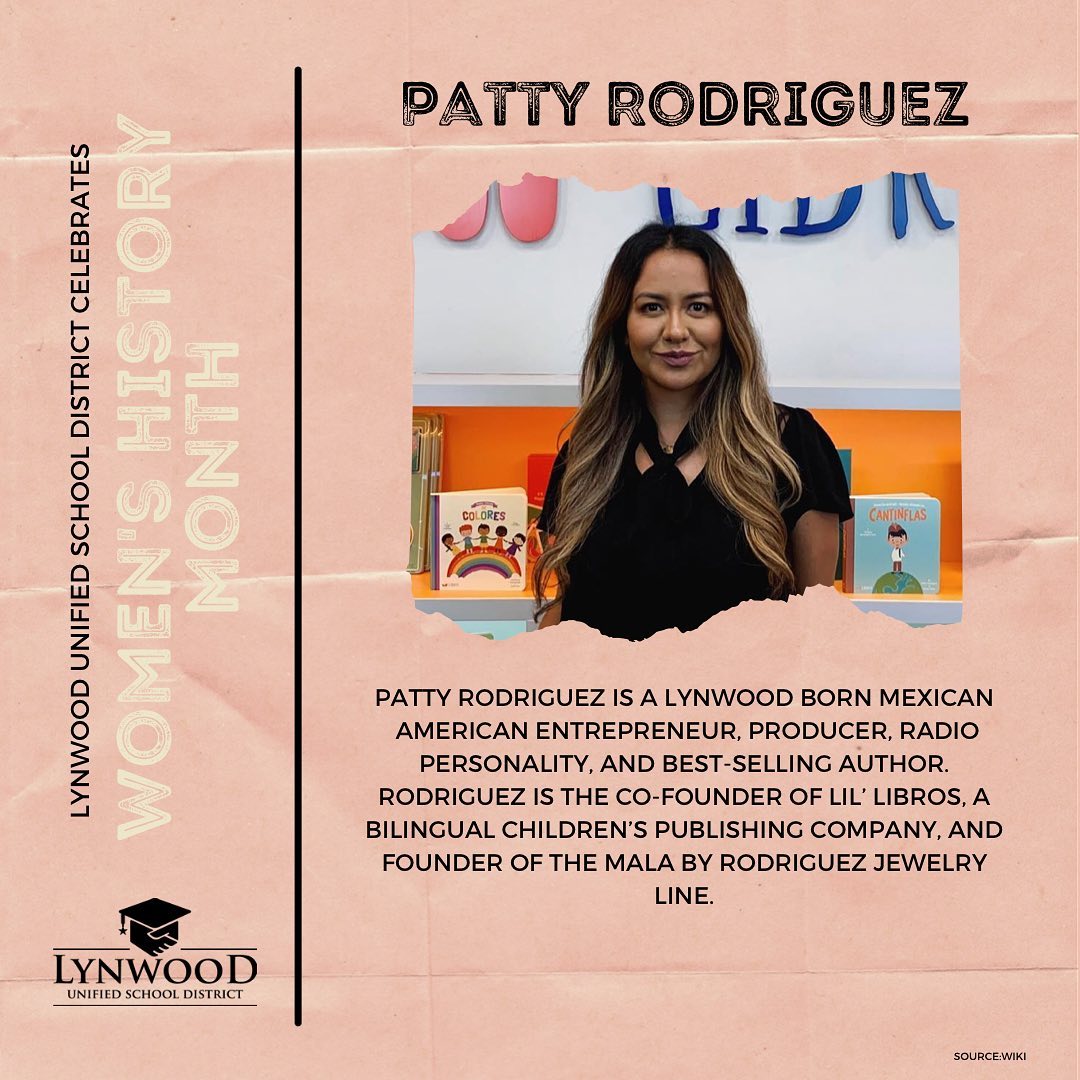 LYNWOOD UNIFIED SCHOOL DISTRICT CELEBRATES
WOMEN'S HISTORY
MONTH
PATTY RODRIGUEZ
COLORES
CANTINFLAS
PATTY RODRIGUEZ IS A LYNWOOD BORN MEXICAN
AMERICAN ENTREPRENEUR, PRODUCER, RADIO
PERSONALITY, AND BEST-SELLING AUTHOR.
RODRIGUEZ IS THE CO-FOUNDER OF LIL’ LIBROS, A
BILINGUAL CHILDREN’S PUBLISHING COMPANY, AND
FOUNDER OF THE MALA BY RODRIGUEZ JEWELRY
LINE.
LYNWOOD
UNIFIED SCHOOL DISTRICT
SOURCE:WIKI